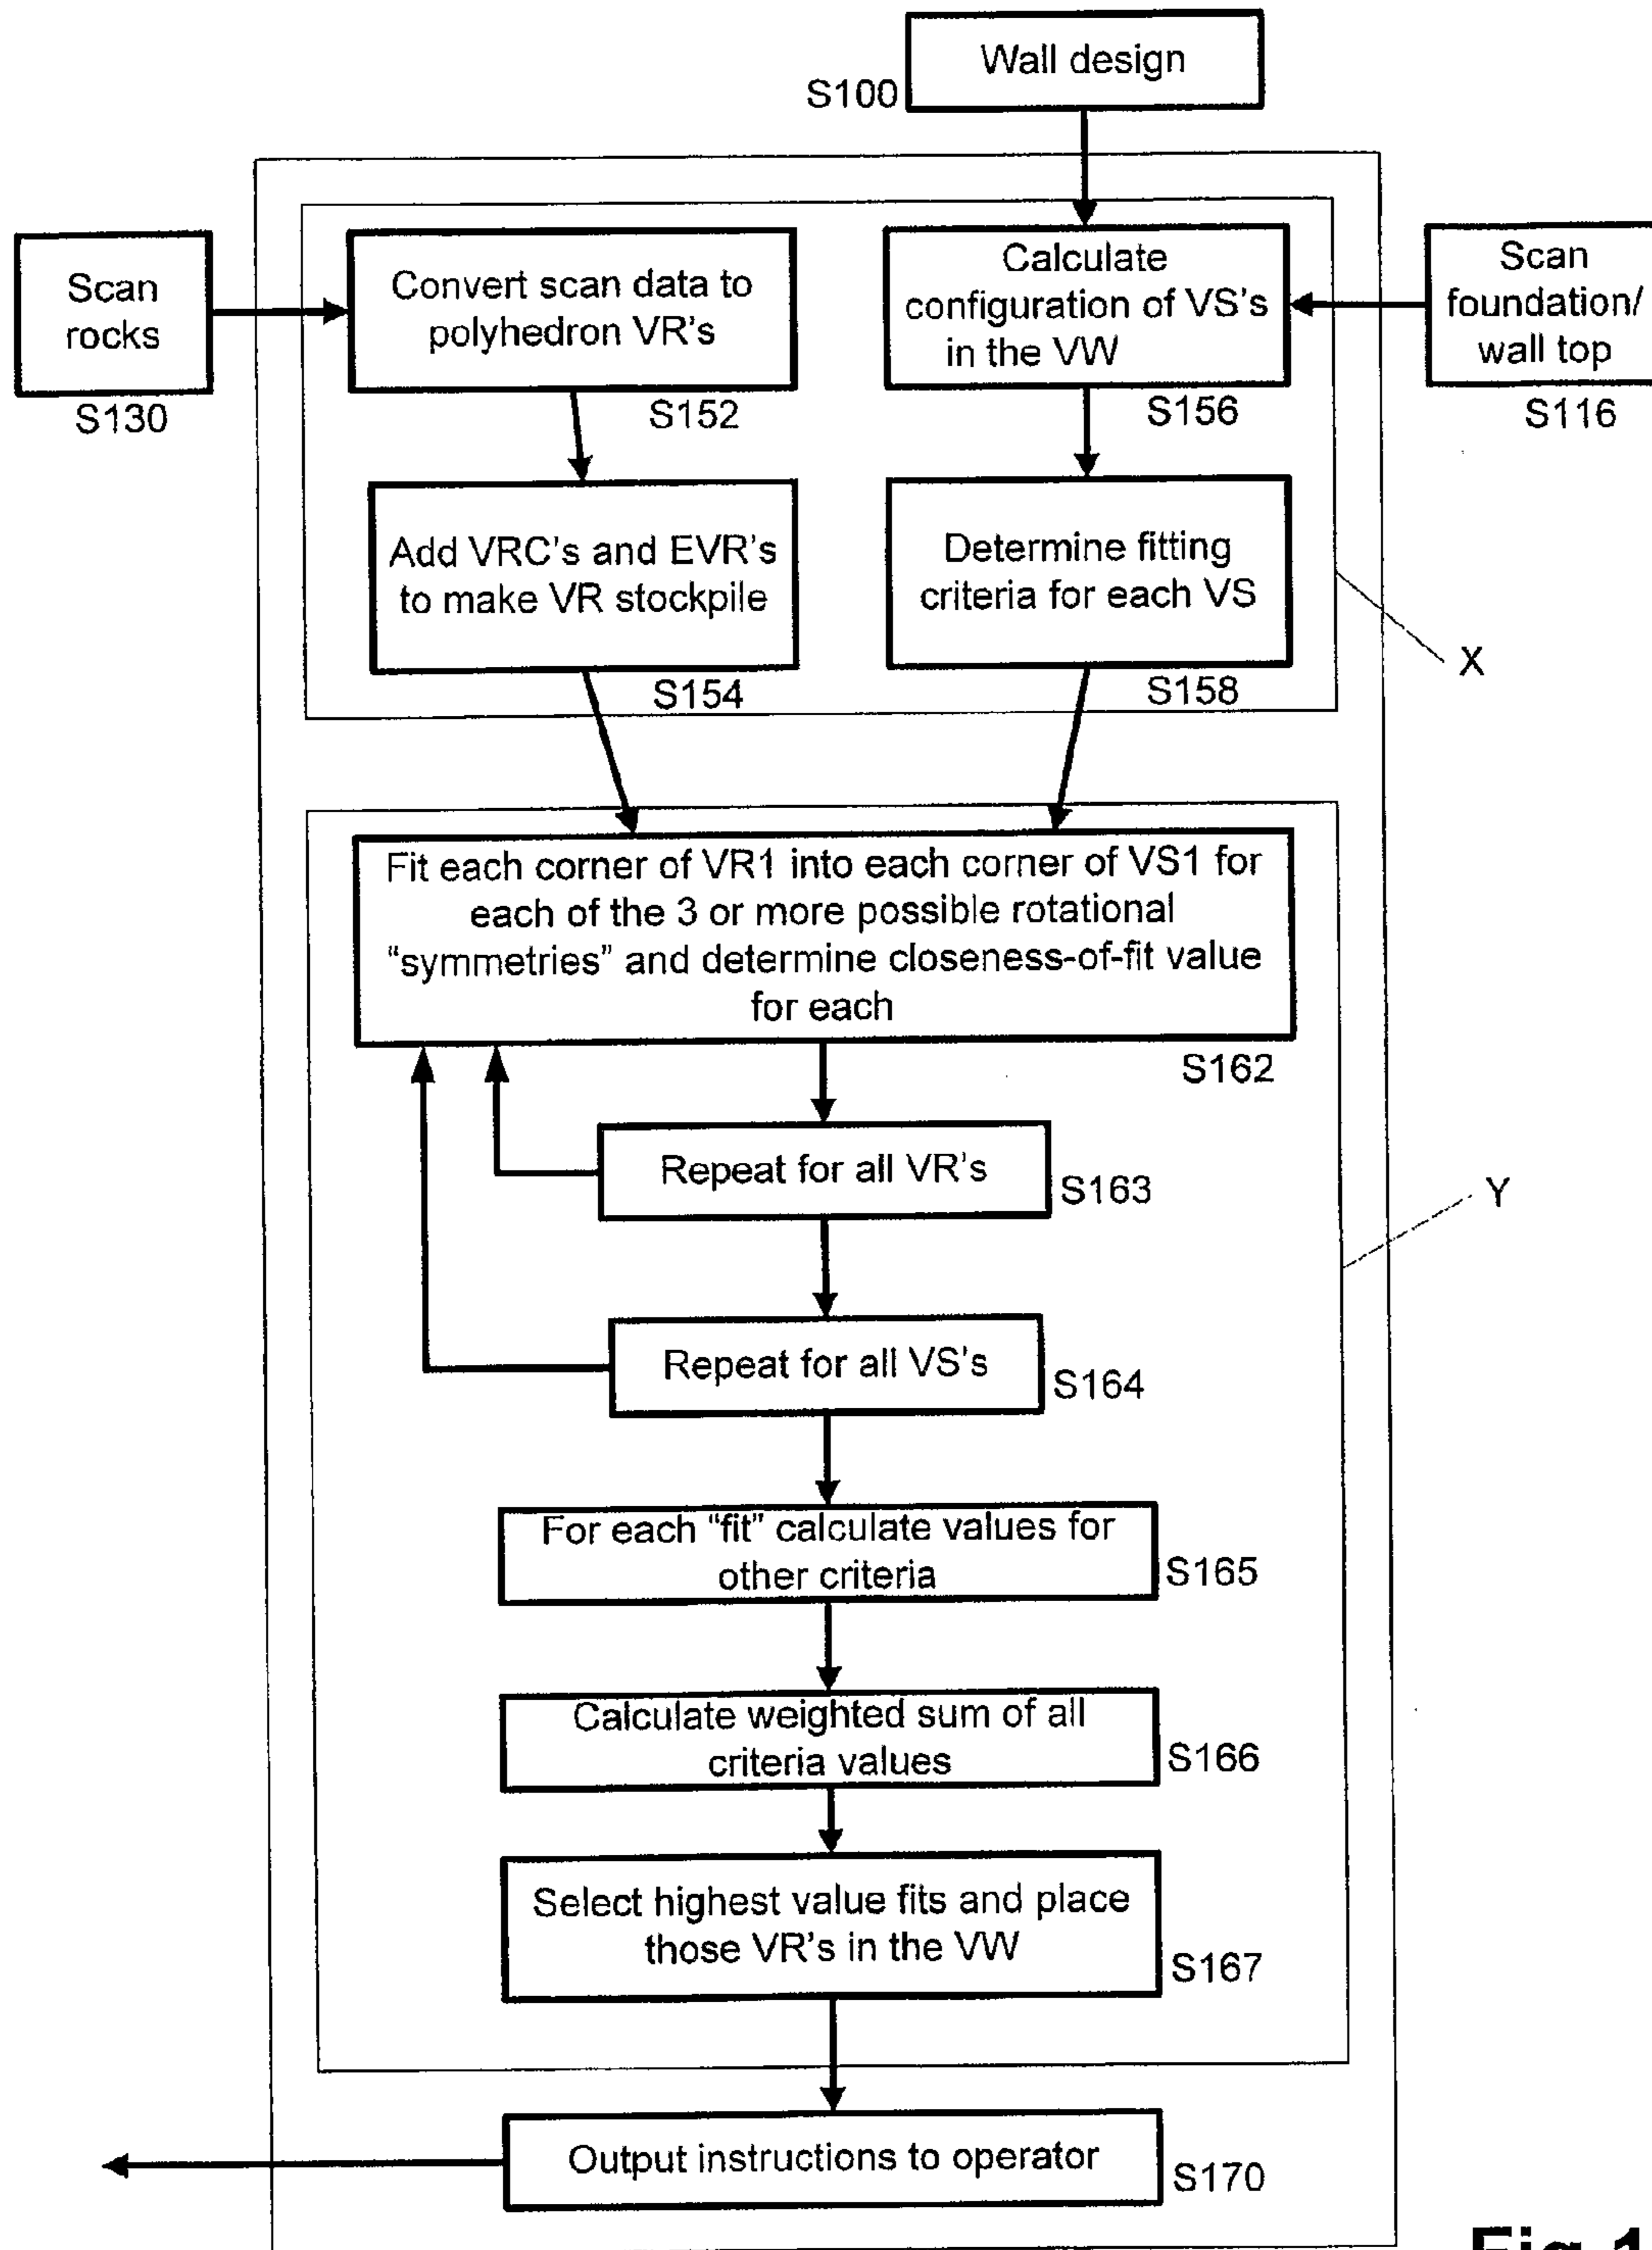 Wall design
S100
Scan
rocks
S130
Convert scan data to
polyhedron VR's
S152
Calculate
configuration of VS's
in the VW
S156
Scan
foundation/
wall top
S116
Add VRC's and EVR's
to make VR stockpile
S154
Determine fitting
criteria for each VS
S158
X
Fit each corner of VR1 into each corner of VS1 for
each of the 3 or more possible rotational
“symmetries” and determine closeness-of-fit value
for each
S162
Repeat for all VR's
S163
Y
Repeat for all VS's
S164
For each “fit” calculate values for
other criteria
S165
Calculate weighted sum of all
criteria values
S166
Select highest value fits and place
those VR's in the VW
S167
Output instructions to operator
S170